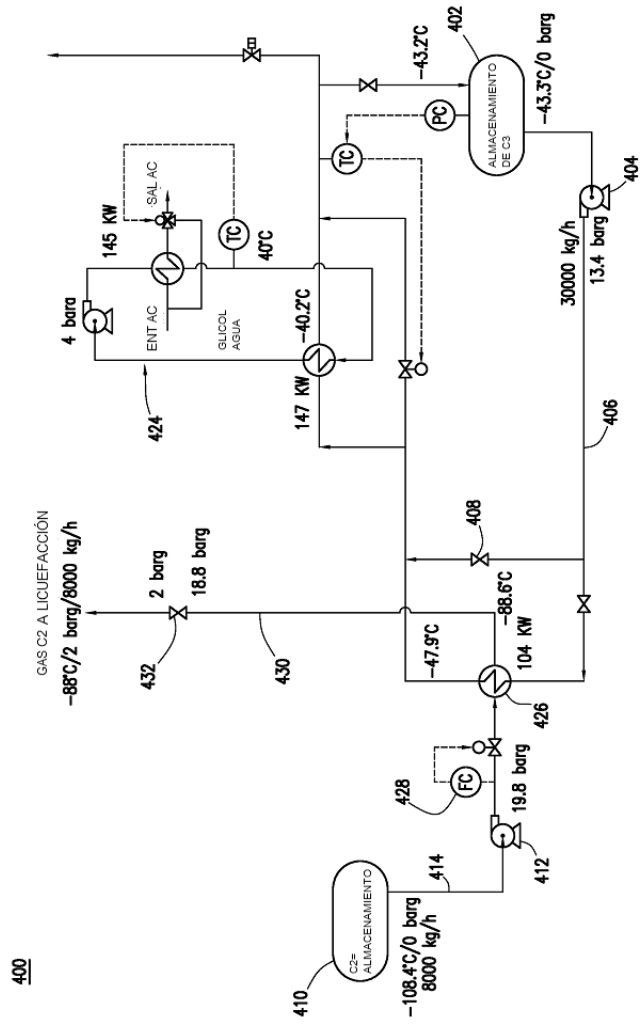 400
GAS C2 A LICUEFACCIÓN
-88°C/2 barg/8000 kg/h
432
2 barg
18.8 barg
430
424
4 bara
ENT AC
SAL AC
145 KW
GLICOL
AGUA
TC
40°C
147 KW
-40.2°C
TC
PC
-43.2°C
402
ALMACENAMIENTO
DE C3
-43.3°C/0 barg
404
30000 kg/h
13.4 barg
406
408
-47.9°C
-88.6°C
104 KW
426
FC
428
19.8 barg
412
414
410
C2=
ALMACENAMIENTO
-108.4°C/0 barg
8000 kg/h